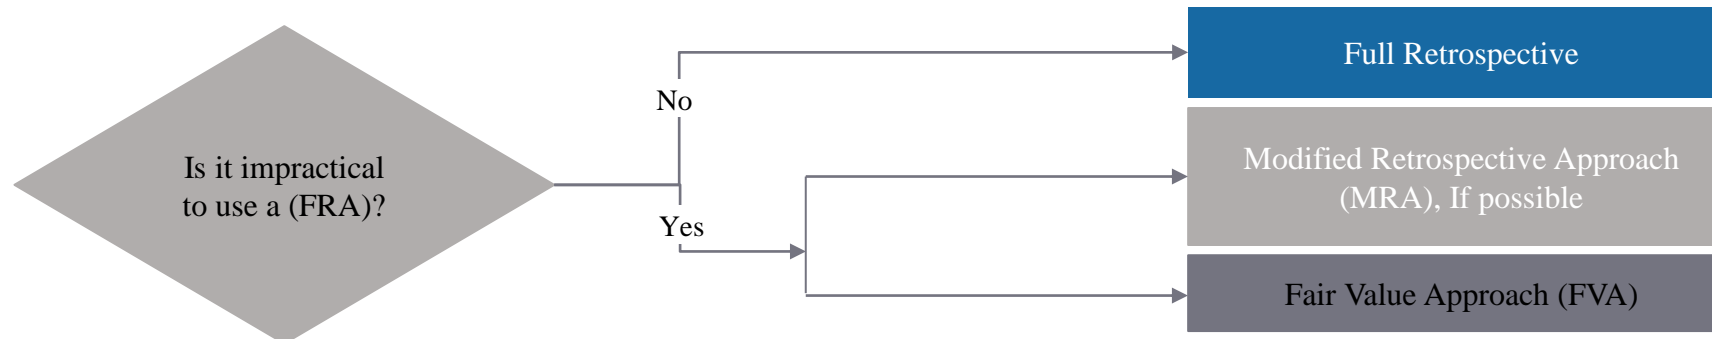 Is it impractical
to use a (FRA)?
No
Yes
Full Retrospective
Modified Retrospective Approach
(MRA), If possible
Fair Value Approach (FVA)